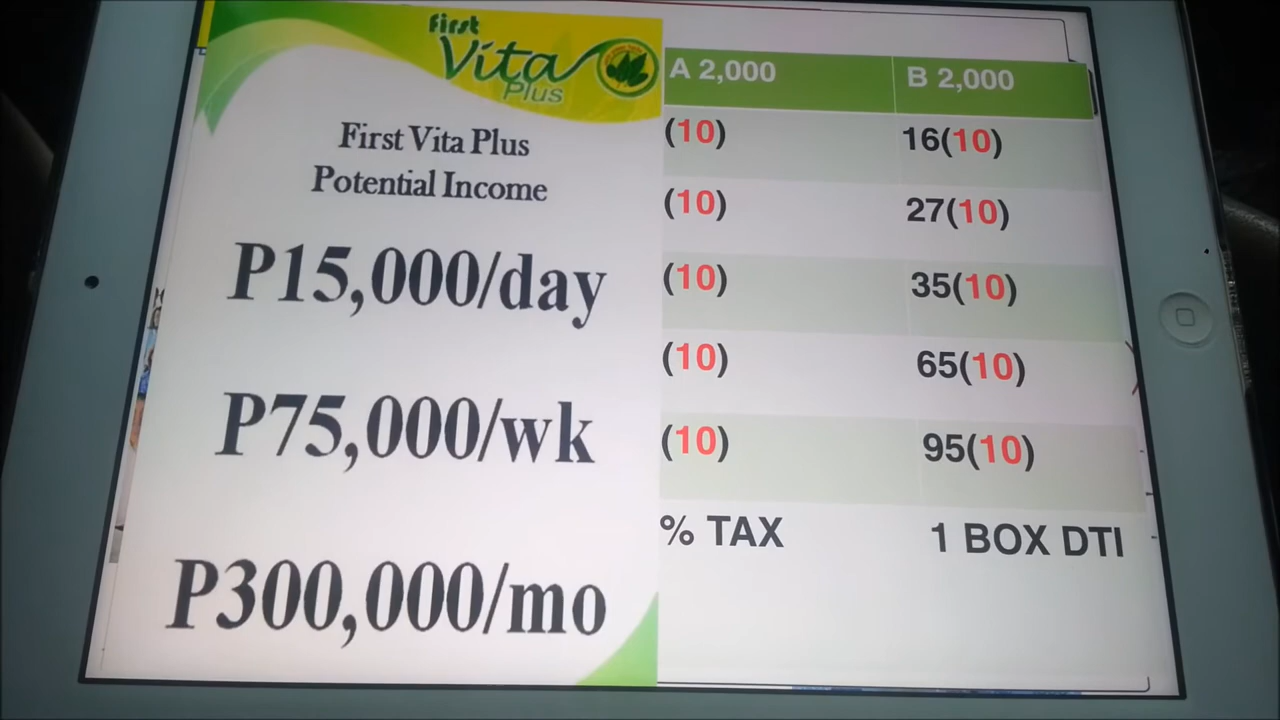 First
Vita
Plus
First Vita Plus
Potential Income
P15,000/day
P75,000/wk
P300,000/mo
A 2,000 B 2,000
(10) 16(10)
(10) 27(10)
(10) 35(10)
(10) 65(10)
(10) 95(10)
% TAX 1 BOX DTI